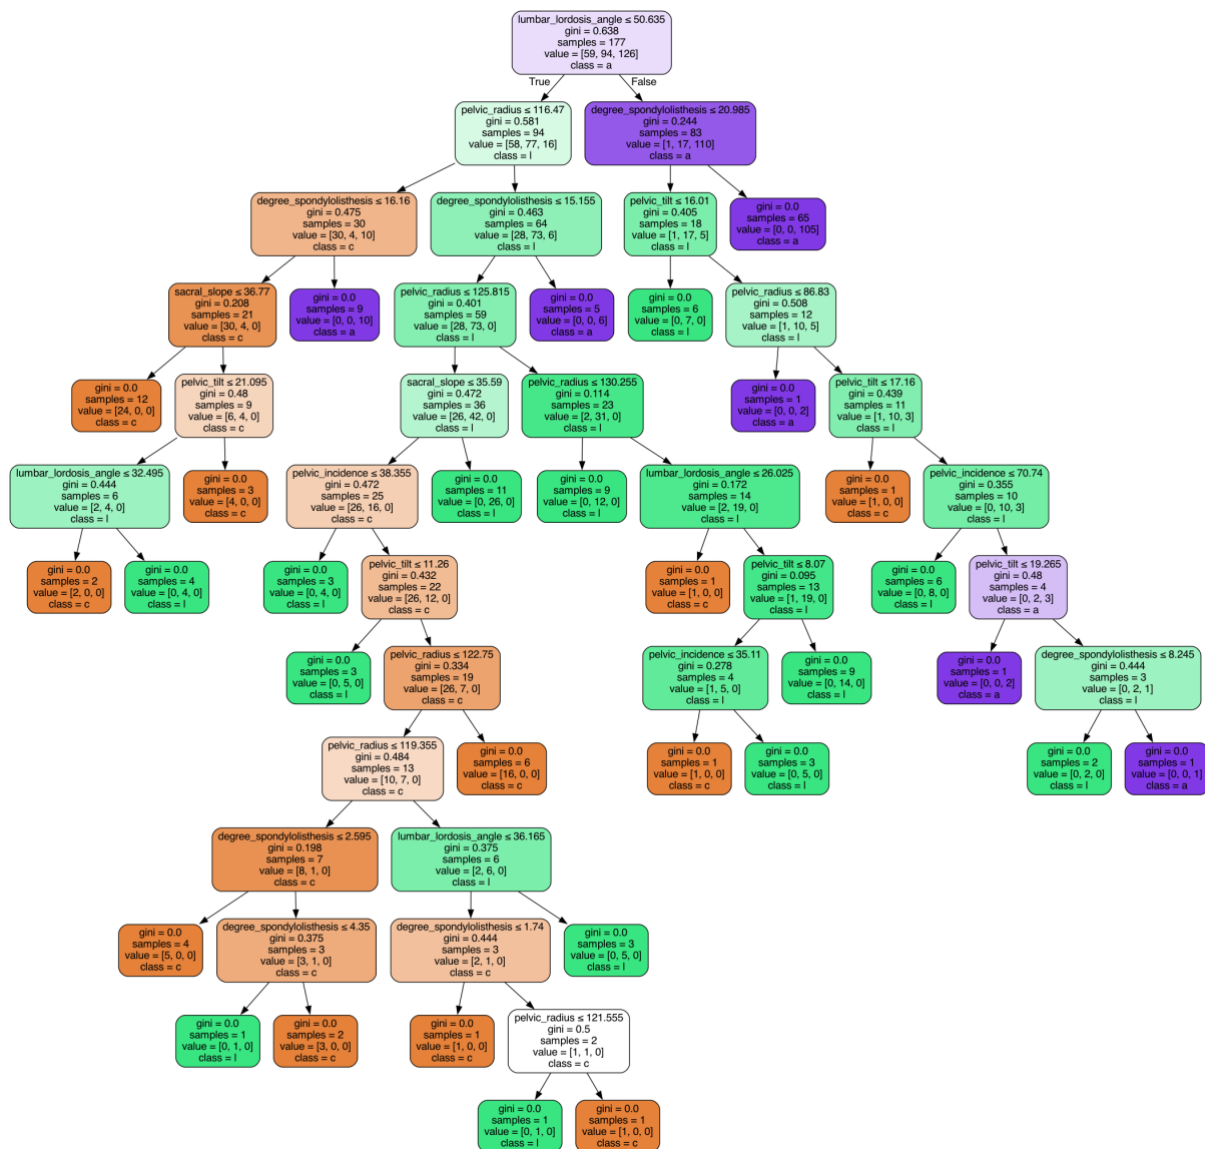 lumbar_lordosis_angle ≤ 50.635
gini = 0.638
samples = 177
value = [59, 94, 126]
class = a
True
False
pelvic_radius ≤ 116.47
gini = 0.581
samples = 94
value = [58, 77, 16]
class = l
degree_spondylolisthesis ≤ 20.985
gini = 0.244
samples = 83
value = [1, 17, 110]
class = a
degree_spondylolisthesis ≤ 16.16
gini = 0.475
samples = 30
value = [30, 4, 10]
class = c
degree_spondylolisthesis ≤ 15.155
gini = 0.463
samples = 64
value = [28, 73, 6]
class = l
pelvic_tilt ≤ 16.01
gini = 0.405
samples = 18
value = [1, 17, 5]
class = l
gini = 0.0
samples = 65
value = [0, 0, 105]
class = a
sacral_slope ≤ 36.77
gini = 0.208
samples = 21
value = [30, 4, 0]
class = c
gini = 0.0
samples = 9
value = [0, 0, 10]
class = a
pelvic_radius ≤ 125.815
gini = 0.401
samples = 59
value = [28, 73, 0]
class = l
gini = 0.0
samples = 5
value = [0, 0, 6]
class = a
gini = 0.0
samples = 6
value = [0, 7, 0]
class = l
pelvic_radius ≤ 86.83
gini = 0.508
samples = 12
value = [1, 10, 5]
class = l
gini = 0.0
samples = 12
value = [24, 0, 0]
class = c
pelvic_tilt ≤ 21.095
gini = 0.48
samples = 9
value = [6, 4, 0]
class = c
sacral_slope ≤ 35.59
gini = 0.472
samples = 36
value = [26, 42, 0]
class = l
pelvic_radius ≤ 130.255
gini = 0.114
samples = 23
value = [2, 31, 0]
class = l
gini = 0.0
samples = 1
value = [0, 0, 2]
class = a
pelvic_tilt ≤ 17.16
gini = 0.439
samples = 11
value = [1, 10, 3]
class = l
lumbar_lordosis_angle ≤ 32.495
gini = 0.444
samples = 6
value = [2, 4, 0]
class = l
gini = 0.0
samples = 3
value = [4, 0, 0]
class = c
pelvic_incidence ≤ 38.355
gini = 0.472
samples = 25
value = [26, 16, 0]
class = c
gini = 0.0
samples = 11
value = [0, 26, 0]
class = l
gini = 0.0
samples = 9
value = [0, 12, 0]
class = l
lumbar_lordosis_angle ≤ 26.025
gini = 0.172
samples = 14
value = [2, 19, 0]
class = l
gini = 0.0
samples = 1
value = [1, 0, 0]
class = c
pelvic_incidence ≤ 70.74
gini = 0.355
samples = 10
value = [0, 10, 3]
class = l
gini = 0.0
samples = 2
value = [2, 0, 0]
class = c
gini = 0.0
samples = 4
value = [0, 4, 0]
class = l
gini = 0.0
samples = 3
value = [0, 4, 0]
class = l
pelvic_tilt ≤ 11.26
gini = 0.432
samples = 22
value = [26, 12, 0]
class = c
gini = 0.0
samples = 1
value = [1, 0, 0]
class = c
pelvic_tilt ≤ 8.07
gini = 0.095
samples = 13
value = [1, 19, 0]
class = l
gini = 0.0
samples = 6
value = [0, 8, 0]
class = l
pelvic_tilt ≤ 19.265
gini = 0.48
samples = 4
value = [0, 2, 3]
class = a
gini = 0.0
samples = 3
value = [0, 5, 0]
class = l
pelvic_radius ≤ 122.75
gini = 0.334
samples = 19
value = [26, 7, 0]
class = c
pelvic_incidence ≤ 35.11
gini = 0.278
samples = 4
value = [1, 5, 0]
class = l
gini = 0.0
samples = 9
value = [0, 14, 0]
class = l
gini = 0.0
samples = 1
value = [0, 0, 2]
class = a
degree_spondylolisthesis ≤ 8.245
gini = 0.444
samples = 3
value = [0, 2, 1]
class = l
pelvic_radius ≤ 119.355
gini = 0.484
samples = 13
value = [10, 7, 0]
class = c
gini = 0.0
samples = 6
value = [16, 0, 0]
class = c
gini = 0.0
samples = 1
value = [1, 0, 0]
class = c
gini = 0.0
samples = 3
value = [0, 5, 0]
class = l
gini = 0.0
samples = 2
value = [0, 2, 0]
class = l
gini = 0.0
samples = 1
value = [0, 0, 1]
class = a
degree_spondylolisthesis ≤ 2.595
gini = 0.198
samples = 7
value = [8, 1, 0]
class = c
lumbar_lordosis_angle ≤ 36.165
gini = 0.375
samples = 6
value = [2, 6, 0]
class = l
gini = 0.0
samples = 4
value = [5, 0, 0]
class = c
degree_spondylolisthesis ≤ 4.35
gini = 0.375
samples = 3
value = [3, 1, 0]
class = c
degree_spondylolisthesis ≤ 1.74
gini = 0.444
samples = 3
value = [2, 1, 0]
class = c
gini = 0.0
samples = 3
value = [0, 5, 0]
class = l
gini = 0.0
samples = 1
value = [0, 1, 0]
class = l
gini = 0.0
samples = 2
value = [3, 0, 0]
class = c
gini = 0.0
samples = 1
value = [1, 0, 0]
class = c
pelvic_radius ≤ 121.555
gini = 0.5
samples = 2
value = [1, 1, 0]
class = c
gini = 0.0
samples = 1
value = [0, 1, 0]
class = l
gini = 0.0
samples = 1
value = [1, 0, 0]
class = c